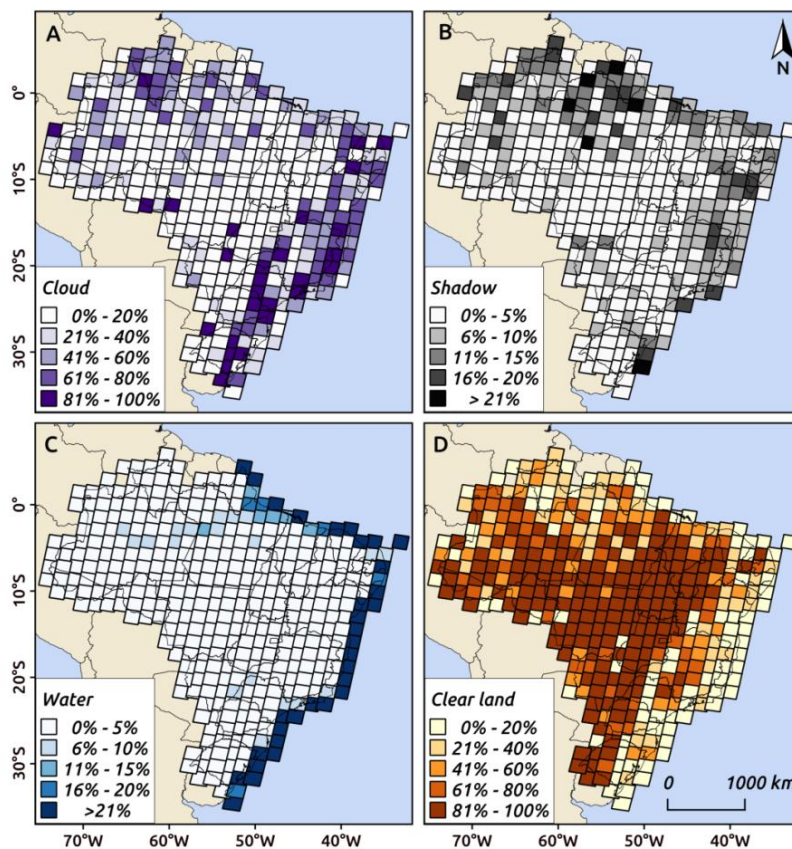 A
0°
10°S
20°S
30°S
Cloud
0% - 20%
21% - 40%
41% - 60%
61% - 80%
81% - 100%
B
N
Shadow
0% - 5%
6% - 10%
11% - 15%
16% - 20%
> 21%
C
0°
10°S
20°S
30°S
Water
0% - 5%
6% - 10%
11% - 15%
16% - 20%
>21%
70°W 60°W 50°W 40°W
D
Clear land
0% - 20%
21% - 40%
41% - 60%
61% - 80%
81% - 100%
0 1000 km
70°W 60°W 50°W 40°W